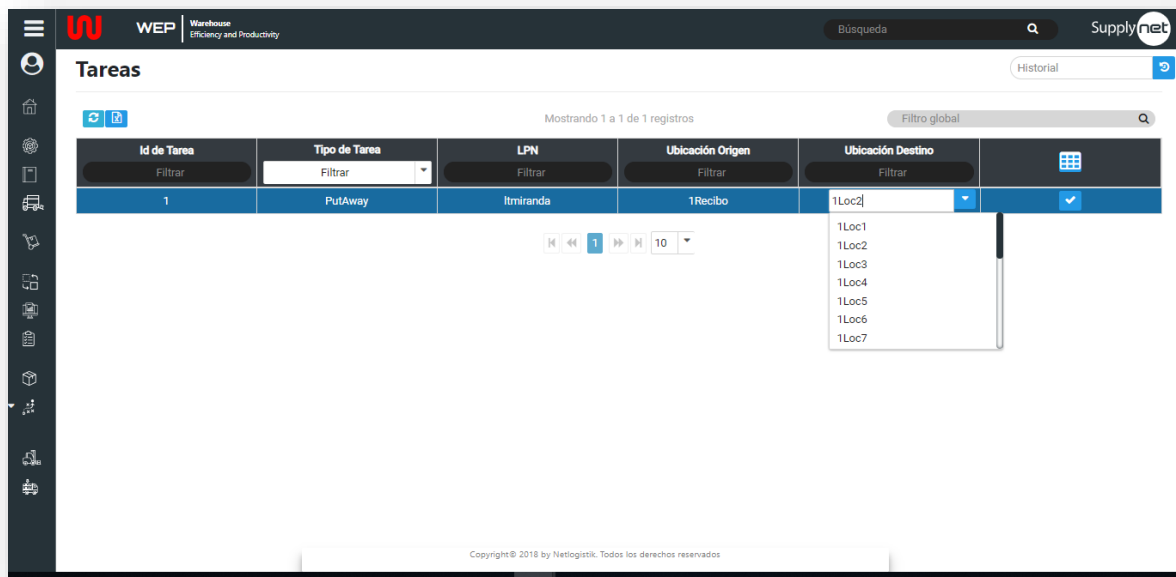 WEP Warehouse
Efficiency and Productivity
Búsqueda
Supplynet
Tareas
Historial
Mostrando 1 a 1 de 1 registros
Filtro global
Id de Tarea Tipo de Tarea LPN Ubicación Origen Ubicación Destino
Filtrar Filtrar Filtrar Filtrar Filtrar
1 PutAway ltmiranda 1Recibo 1Loc2
1Loc1
1Loc2
1Loc3
1Loc4
1Loc5
1Loc6
1Loc7
1 10
Copyright© 2018 by Netlogistik. Todos los derechos reservados